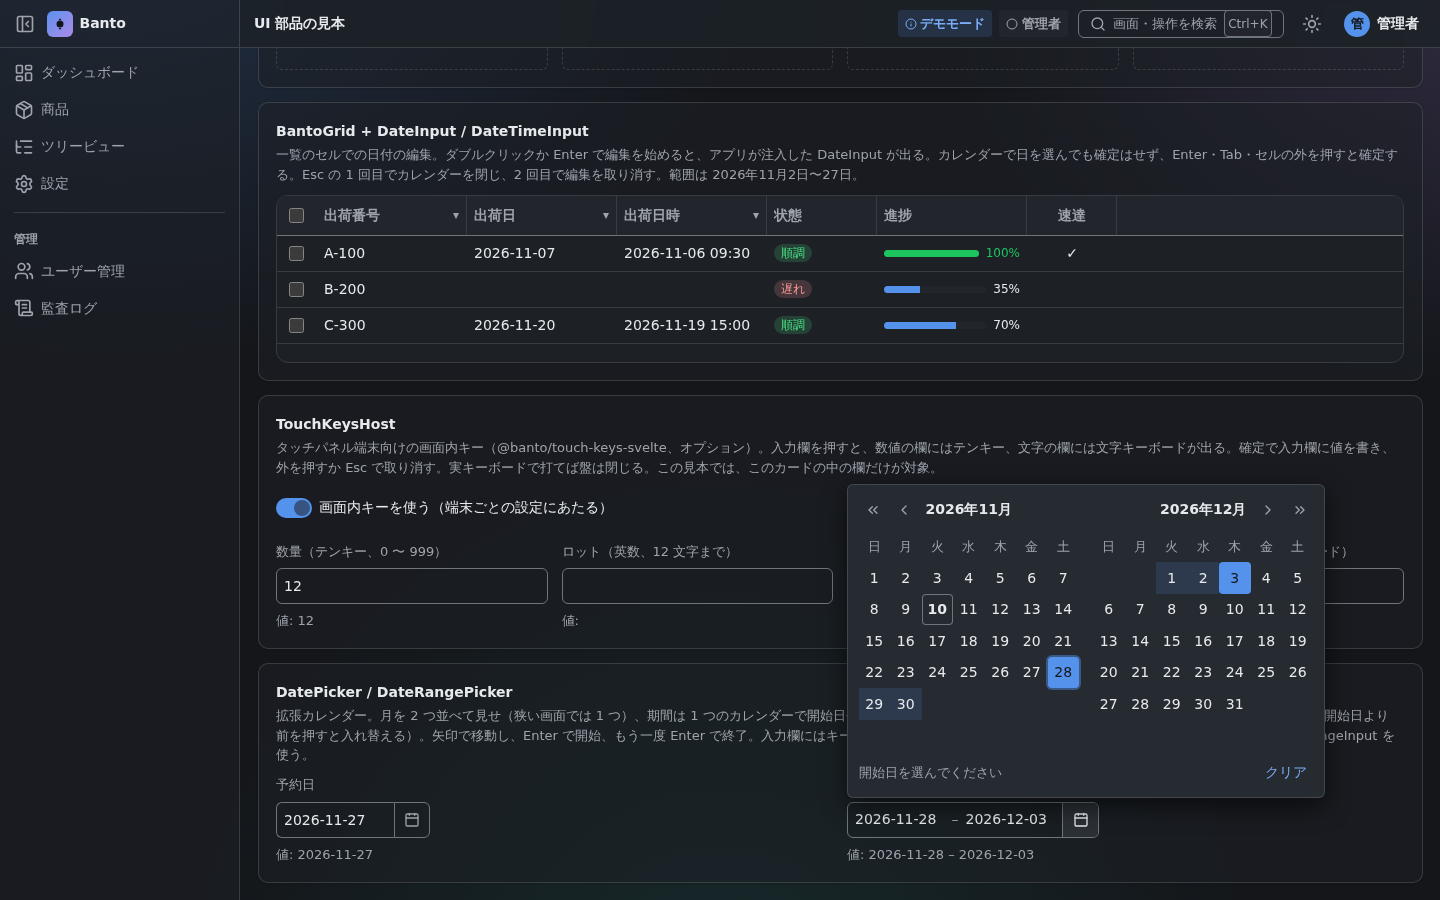 Banto
UI 部品の見本
デモモード
管理者
画面・操作を検索 Ctrl+K
管 管理者
ダッシュボード
商品
ツリービュー
設定
管理
ユーザー管理
監査ログ
BantoGrid + DateInput / DateTimeInput
一覧のセルでの日付の編集。ダブルクリックか Enter で編集を始めると、アプリが注入した DateInput が出る。カレンダーで日を選んでも確定はせず、Enter・Tab・セルの外を押すと確定す
る。Esc の 1 回目でカレンダーを閉じ、2 回目で編集を取り消す。範囲は 2026年11月2日〜27日。
出荷番号 ▾ 出荷日 ▾ 出荷日時 ▾ 状態 進捗 速達
A-100 2026-11-07 2026-11-06 09:30 順調 100% ✓
B-200 遅れ 35%
C-300 2026-11-20 2026-11-19 15:00 順調 70%
TouchKeysHost
タッチパネル端末向けの画面内キー（@banto/touch-keys-svelte、オプション）。入力欄を押すと、数値の欄にはテンキー、文字の欄には文字キーボードが出る。確定で入力欄に値を書き、
外を押すか Esc で取り消す。実キーボードで打てば盤は閉じる。この見本では、このカードの中の欄だけが対象。
画面内キーを使う（端末ごとの設定にあたる）
数量（テンキー、0 〜 999）
12
値: 12
ロット（英数、12 文字まで）
値:
ード）
« ‹ 2026年11月 2026年12月 › »
日 月 火 水 木 金 土 日 月 火 水 木 金 土
1 2 3 4 5 6 7 1 2 3 4 5
8 9 10 11 12 13 14 6 7 8 9 10 11 12
15 16 17 18 19 20 21 13 14 15 16 17 18 19
22 23 24 25 26 27 28 20 21 22 23 24 25 26
29 30 27 28 29 30 31
開始日を選んでください クリア
DatePicker / DateRangePicker
拡張カレンダー。月を 2 つ並べて見せ（狭い画面では 1 つ）、期間は 1 つのカレンダーで開始日 開始日より
前を押すと入れ替える）。矢印で移動し、Enter で開始、もう一度 Enter で終了。入力欄にはキー ngeInput を
使う。
予約日
2026-11-27
値: 2026-11-27
2026-11-28 – 2026-12-03
値: 2026-11-28 – 2026-12-03